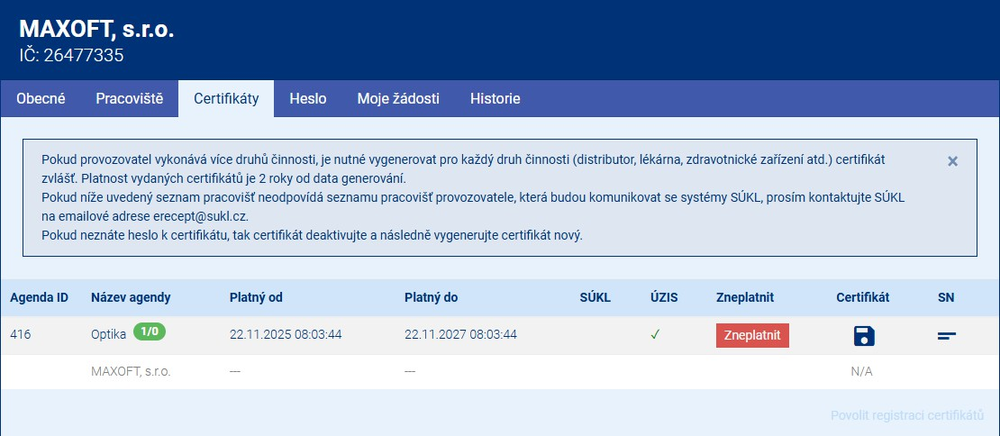 MAXOFT, s.r.o.
IČ: 26477335
Obecné Pracoviště Certifikáty Heslo Moje žádosti Historie
Pokud provozovatel vykonává více druhů činnosti, je nutné vygenerovat pro každý druh činnosti (distributor, lékárna, zdravotnické zařízení atd.) certifikát
zvlášť. Platnost vydaných certifikátů je 2 roky od data generování.
Pokud níže uvedený seznam pracovišť neodpovídá seznamu pracovišť provozovatele, která budou komunikovat se systémy SÚKL, prosím kontaktujte SÚKL
na emailové adrese erecept@sukl.cz.
Pokud neznáte heslo k certifikátu, tak certifikát deaktivujte a následně vygenerujte certifikát nový.
Agenda ID Název agendy Platný od Platný do SÚKL ÚZIS Zneplatnit Certifikát SN
416 Optika 1/0 22.11.2025 08:03:44 22.11.2027 08:03:44 ✓ Zneplatnit
MAXOFT, s.r.o. --- --- N/A
Povolit registraci certifikátů